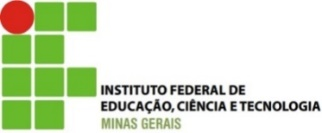 INSTITUTO FEDERAL DE
EDUCAÇÃO, CIÊNCIA E TECNOLOGIA
MINAS GERAIS